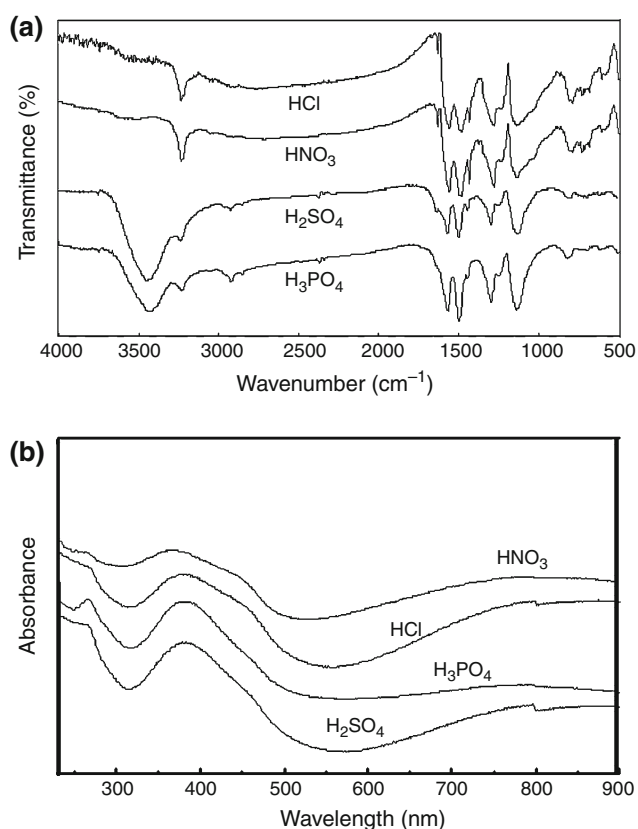 (a)
Transmittance (%)
HCl
HNO₃
H₂SO₄
H₃PO₄
4000 3500 3000 2500 2000 1500 1000 500
Wavenumber (cm⁻¹)
(b)
Absorbance
HNO₃
HCl
H₃PO₄
H₂SO₄
300 400 500 600 700 800 900
Wavelength (nm)